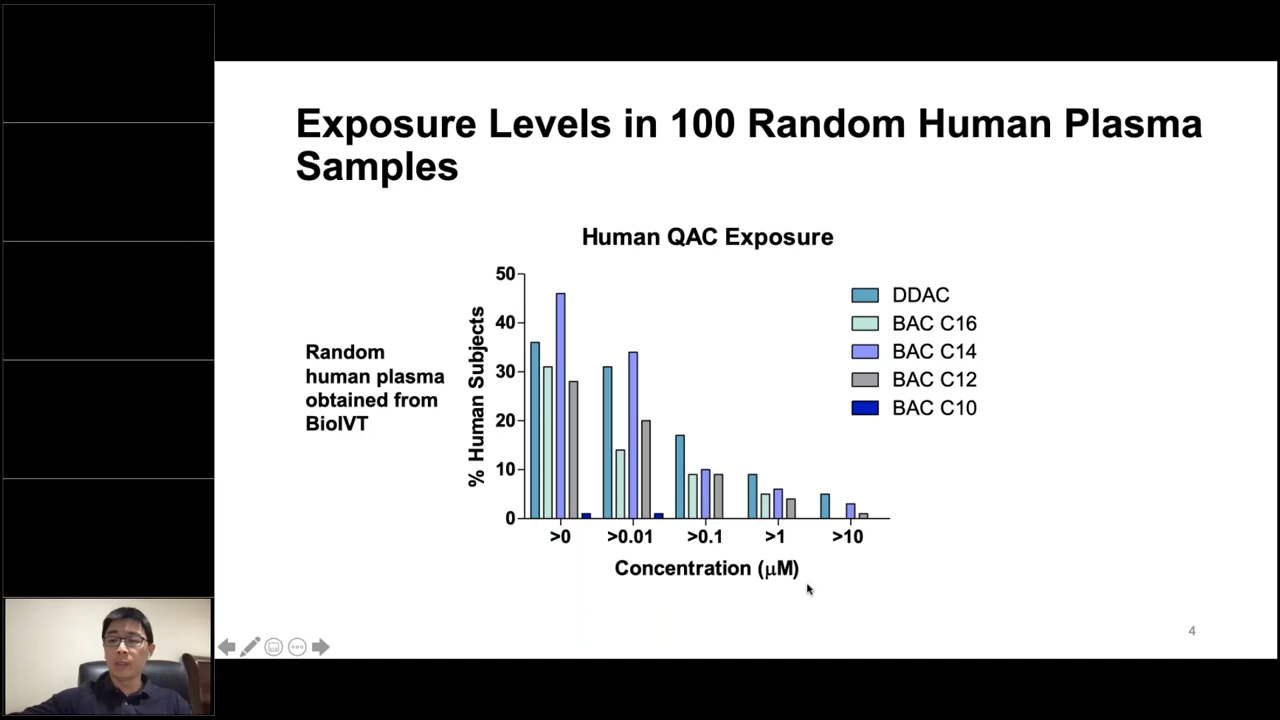 Exposure Levels in 100 Random Human Plasma
Samples
Human QAC Exposure
Random
human plasma
obtained from
BioIVT
% Human Subjects
50
40
30
20
10
0
>0
>0.01
>0.1
>1
>10
Concentration (µM)
DDAC
BAC C16
BAC C14
BAC C12
BAC C10
4